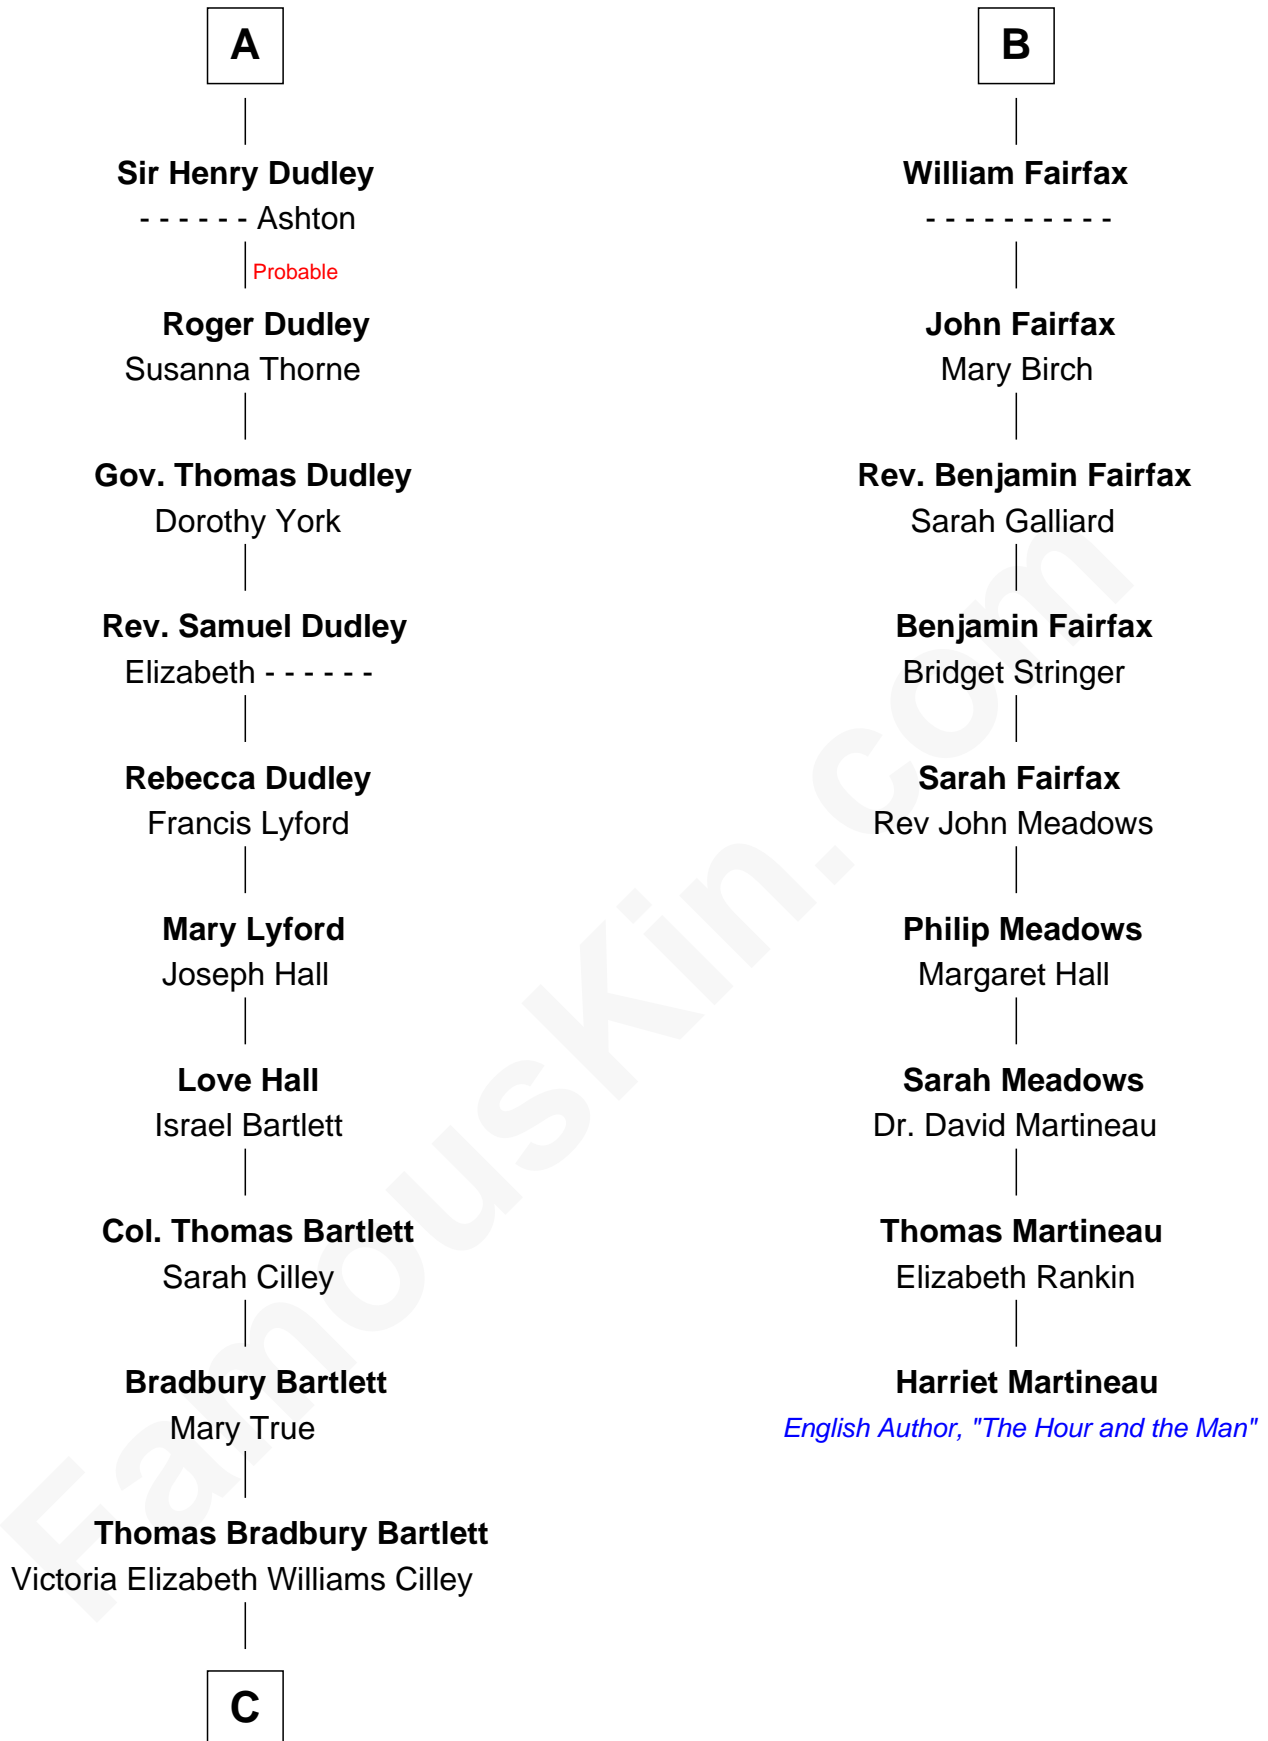 A
Sir Henry Dudley
- - - - - - Ashton
Probable
Roger Dudley
Susanna Thorne
Gov. Thomas Dudley
Dorothy York
Rev. Samuel Dudley
Elizabeth - - - - - -
Rebecca Dudley
Francis Lyford
Mary Lyford
Joseph Hall
Love Hall
Israel Bartlett
Col. Thomas Bartlett
Sarah Cilley
Bradbury Bartlett
Mary True
Thomas Bradbury Bartlett
Victoria Elizabeth Williams Cilley
C
B
William Fairfax
- - - - - - - - - -
John Fairfax
Mary Birch
Rev. Benjamin Fairfax
Sarah Galliard
Benjamin Fairfax
Bridget Stringer
Sarah Fairfax
Rev John Meadows
Philip Meadows
Margaret Hall
Sarah Meadows
Dr. David Martineau
Thomas Martineau
Elizabeth Rankin
Harriet Martineau
English Author, "The Hour and the Man"
FamousKin.com